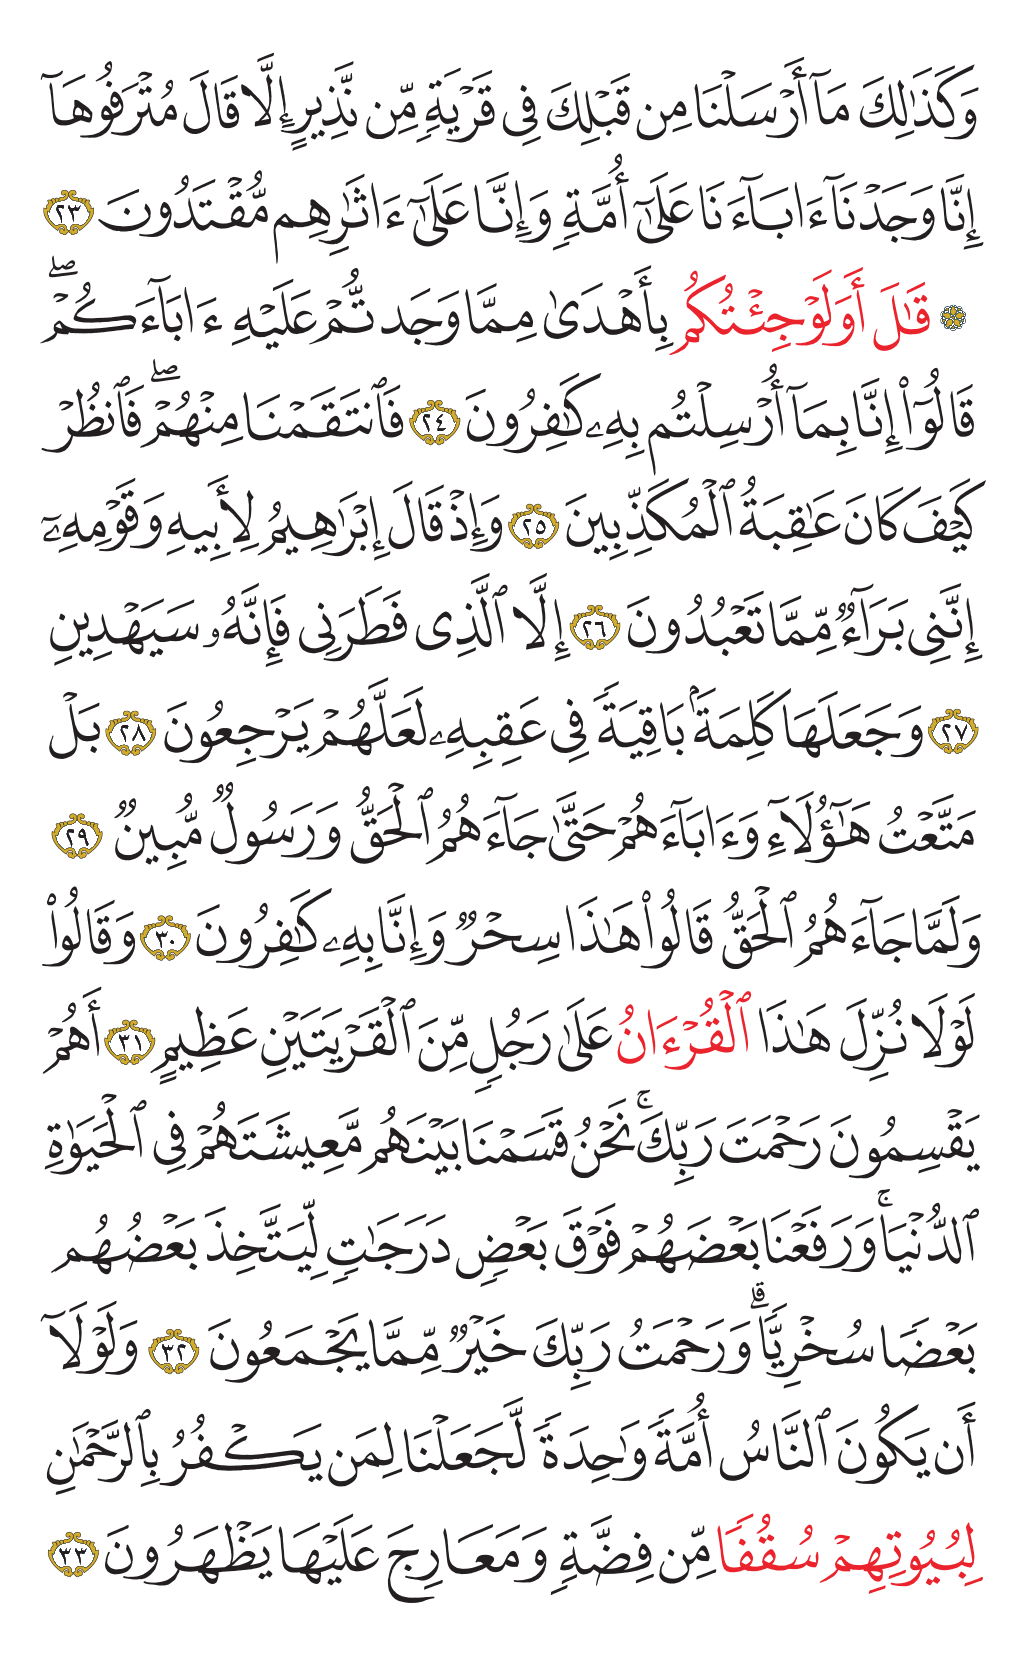 وَكَذَٰلِكَ مَآ أَرْسَلْنَا مِن قَبْلِكَ فِى قَرْيَةٍ مِّن نَّذِيرٍ إِلَّا قَالَ مُتْرَفُوهَآ
إِنَّا وَجَدْنَآ ءَابَآءَنَا عَلَىٰٓ أُمَّةٍ وَإِنَّا عَلَىٰٓ ءَاثَٰرِهِم مُّقْتَدُونَ ٢٣
۞ قَٰلَ أَوَلَوْ جِئْتُكُم بِأَهْدَىٰ مِمَّا وَجَدتُّمْ عَلَيْهِ ءَابَآءَكُمْۖ
قَالُوٓا۟ إِنَّا بِمَآ أُرْسِلْتُم بِهِۦ كَٰفِرُونَ ٢٤ فَٱنتَقَمْنَا مِنْهُمْۖ فَٱنظُرْ
كَيْفَ كَانَ عَٰقِبَةُ ٱلْمُكَذِّبِينَ ٢٥ وَإِذْ قَالَ إِبْرَٰهِيمُ لِأَبِيهِ وَقَوْمِهِۦٓ
إِنَّنِى بَرَآءٌ مِّمَّا تَعْبُدُونَ ٢٦ إِلَّا ٱلَّذِى فَطَرَنِى فَإِنَّهُۥ سَيَهْدِينِ
٢٧ وَجَعَلَهَا كَلِمَةًۢ بَاقِيَةً فِى عَقِبِهِۦ لَعَلَّهُمْ يَرْجِعُونَ ٢٨ بَلْ
مَتَّعْتُ هَٰٓؤُلَآءِ وَءَابَآءَهُمْ حَتَّىٰ جَآءَهُمُ ٱلْحَقُّ وَرَسُولٌ مُّبِينٌ ٢٩
وَلَمَّا جَآءَهُمُ ٱلْحَقُّ قَالُوا۟ هَٰذَا سِحْرٌ وَإِنَّا بِهِۦ كَٰفِرُونَ ٣٠ وَقَالُوا۟
لَوْلَا نُزِّلَ هَٰذَا ٱلْقُرْءَانُ عَلَىٰ رَجُلٍ مِّنَ ٱلْقَرْيَتَيْنِ عَظِيمٍ ٣١ أَهُمْ
يَقْسِمُونَ رَحْمَتَ رَبِّكَۚ نَحْنُ قَسَمْنَا بَيْنَهُم مَّعِيشَتَهُمْ فِى ٱلْحَيَوٰةِ
ٱلدُّنْيَاۚ وَرَفَعْنَا بَعْضَهُمْ فَوْقَ بَعْضٍ دَرَجَٰتٍ لِّيَتَّخِذَ بَعْضُهُم
بَعْضًا سُخْرِيًّاۗ وَرَحْمَتُ رَبِّكَ خَيْرٌ مِّمَّا يَجْمَعُونَ ٣٢ وَلَوْلَآ
أَن يَكُونَ ٱلنَّاسُ أُمَّةً وَٰحِدَةً لَّجَعَلْنَا لِمَن يَكْفُرُ بِٱلرَّحْمَٰنِ
لِبُيُوتِهِمْ سُقُفًا مِّن فِضَّةٍ وَمَعَارِجَ عَلَيْهَا يَظْهَرُونَ ٣٣